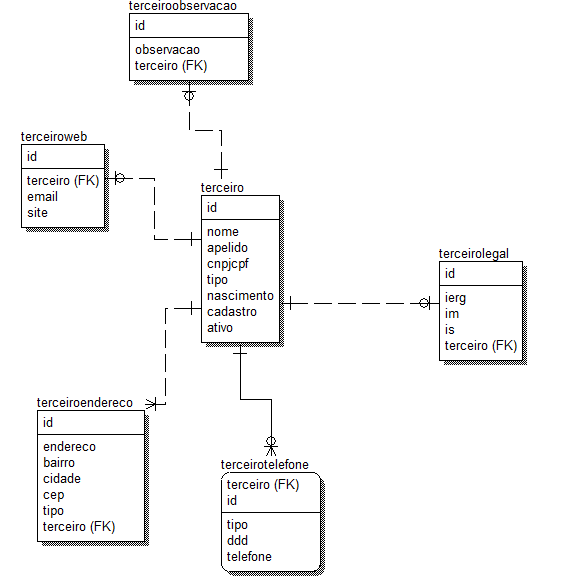 terceiroobservacao
id
observacao
terceiro (FK)
terceiroweb
id
terceiro (FK)
email
site
terceiro
id
nome
apelido
cnpjcpf
tipo
nascimento
cadastro
ativo
terceirolegal
id
ierg
im
is
terceiro (FK)
terceiroendereco
id
endereco
bairro
cidade
cep
tipo
terceiro (FK)
terceirotelefone
terceiro (FK)
id
tipo
ddd
telefone